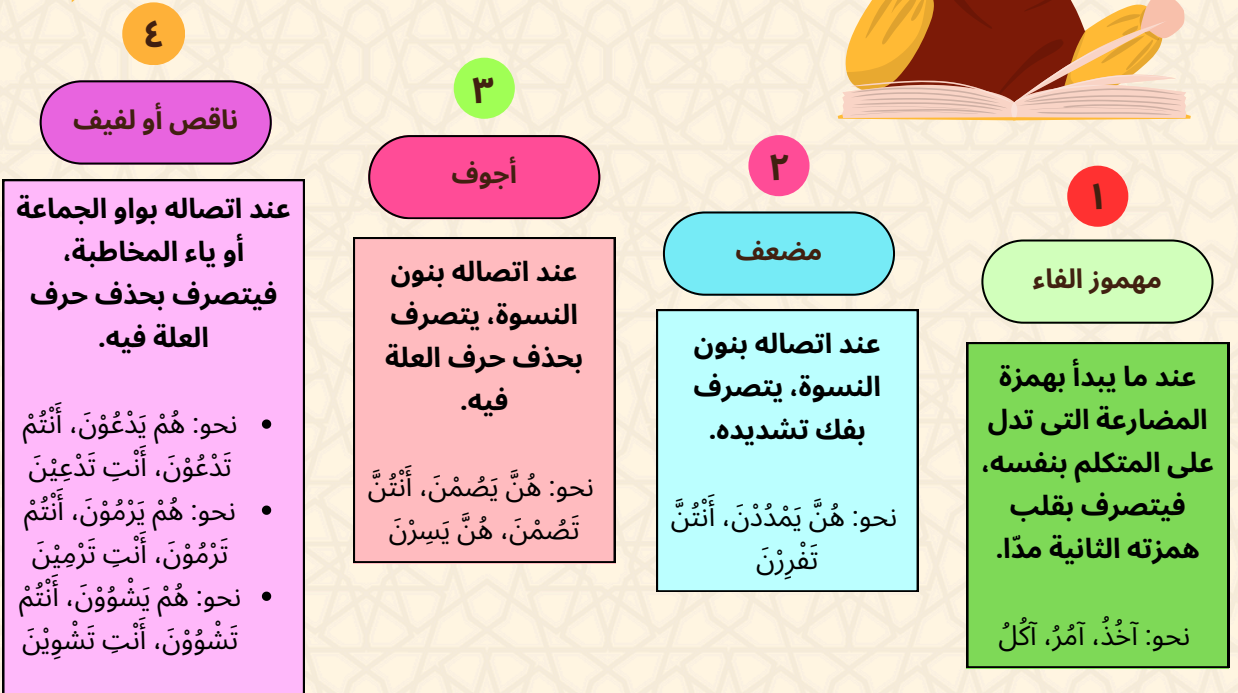 ١
مهموز الفاء
عند ما يبدأ بهمزة
المضارعة التى تدل
على المتكلم بنفسه،
فيتصرف بقلب
همزته الثانية مدّا.
نحو: آخُذُ، آمُرُ، آكُلُ
٢
مضعف
عند اتصاله بنون
النسوة، يتصرف
بفك تشديده.
نحو: هُنَّ يَمْدُدْنَ، أَنْتُنَّ
تَفْرِرْنَ
٣
أجوف
عند اتصاله بنون
النسوة، يتصرف
بحذف حرف العلة
فيه.
نحو: هُنَّ يَصُمْنَ، أَنْتُنَّ
تَصُمْنَ، هُنَّ يَسِرْنَ
٤
ناقص أو لفيف
عند اتصاله بواو الجماعة
أو ياء المخاطبة،
فيتصرف بحذف حرف
العلة فيه.
• نحو: هُمْ يَدْعُوْنَ، أَنْتُمْ
تَدْعُوْنَ، أَنْتِ تَدْعِيْنَ
• نحو: هُمْ يَرْمُوْنَ، أَنْتُمْ
تَرْمُوْنَ، أَنْتِ تَرْمِيْنَ
• نحو: هُمْ يَشْوُوْنَ، أَنْتُمْ
تَشْوُوْنَ، أَنْتِ تَشْوِيْنَ